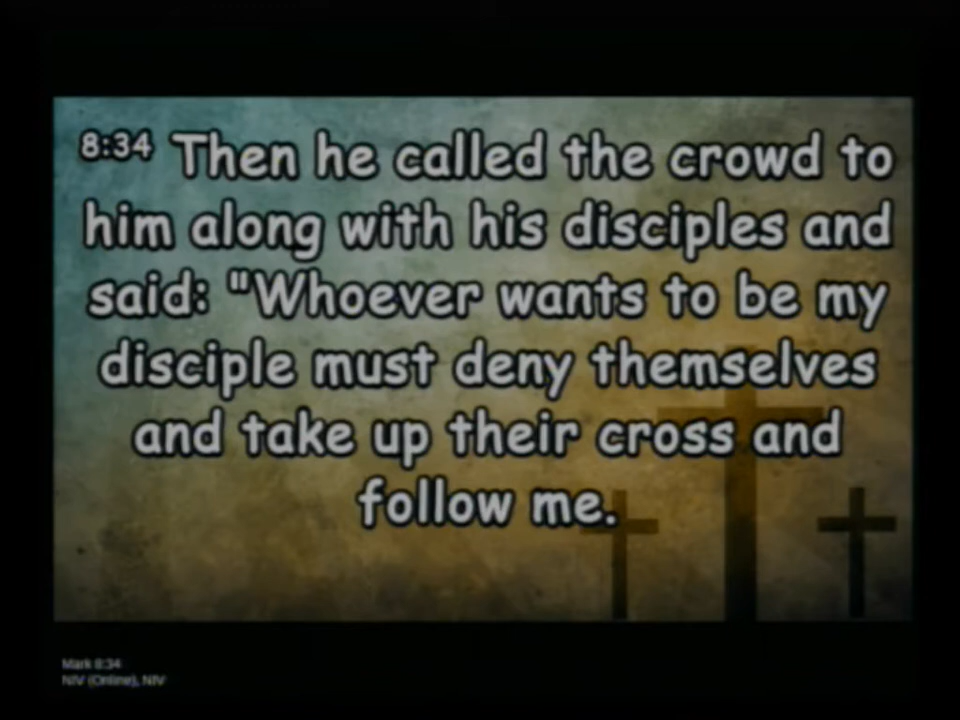 8:34 Then he called the crowd to
him along with his disciples and
said: "Whoever wants to be my
disciple must deny themselves
and take up their cross and
follow me.
Mark 8:34
NIV (Online), NIV